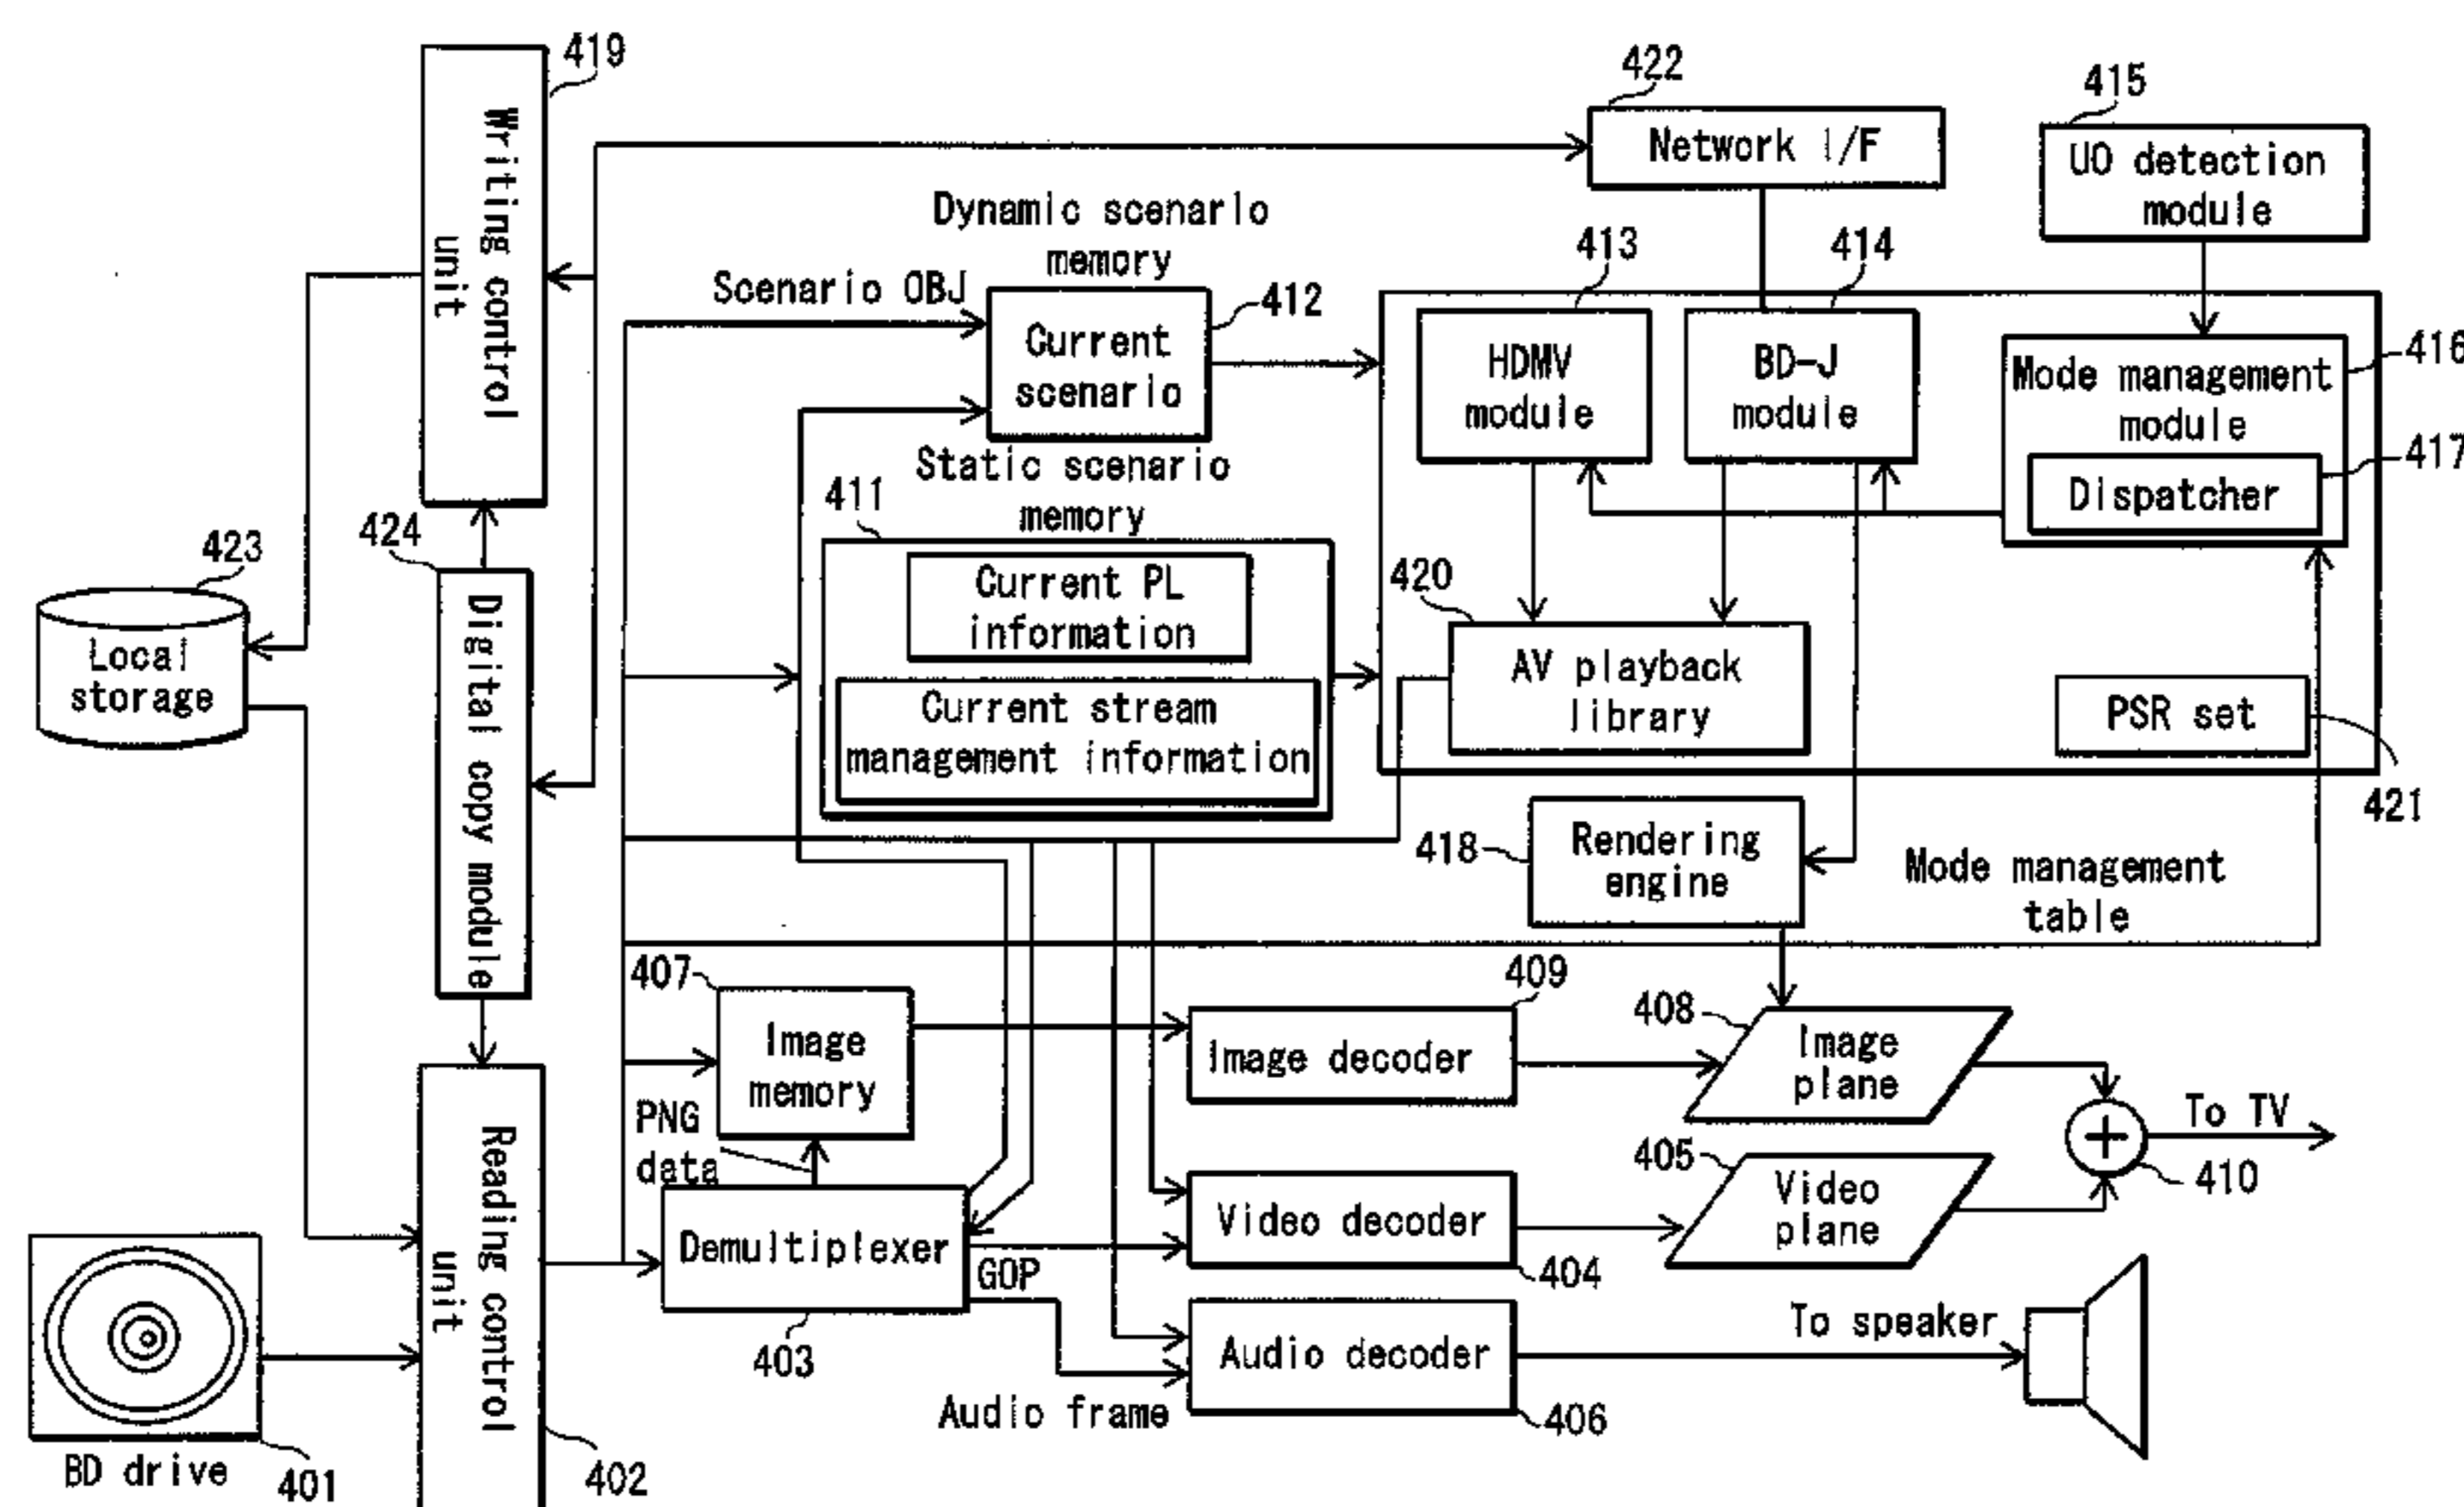 419
Writing control
unit
422
Network I/F
415
UO detection
module
Dynamic scenario
memory
Scenario OBJ
Current
scenario
412
413
HDMV
module
414
BD-J
module
416
Mode management
module
417
Dispatcher
Static scenario
memory
411
Current PL
information
Current stream
management information
420
AV playback
library
PSR set
421
423
Local
storage
424
Digital copy module
418
Rendering
engine
Mode management
table
407
Image
memory
PNG
data
409
Image decoder
408
Image
plane
To TV
410
405
Video
plane
Video decoder
404
Demultiplexer
403
GOP
Audio decoder
406
Audio frame
To speaker
Reading control
unit
402
BD drive
401